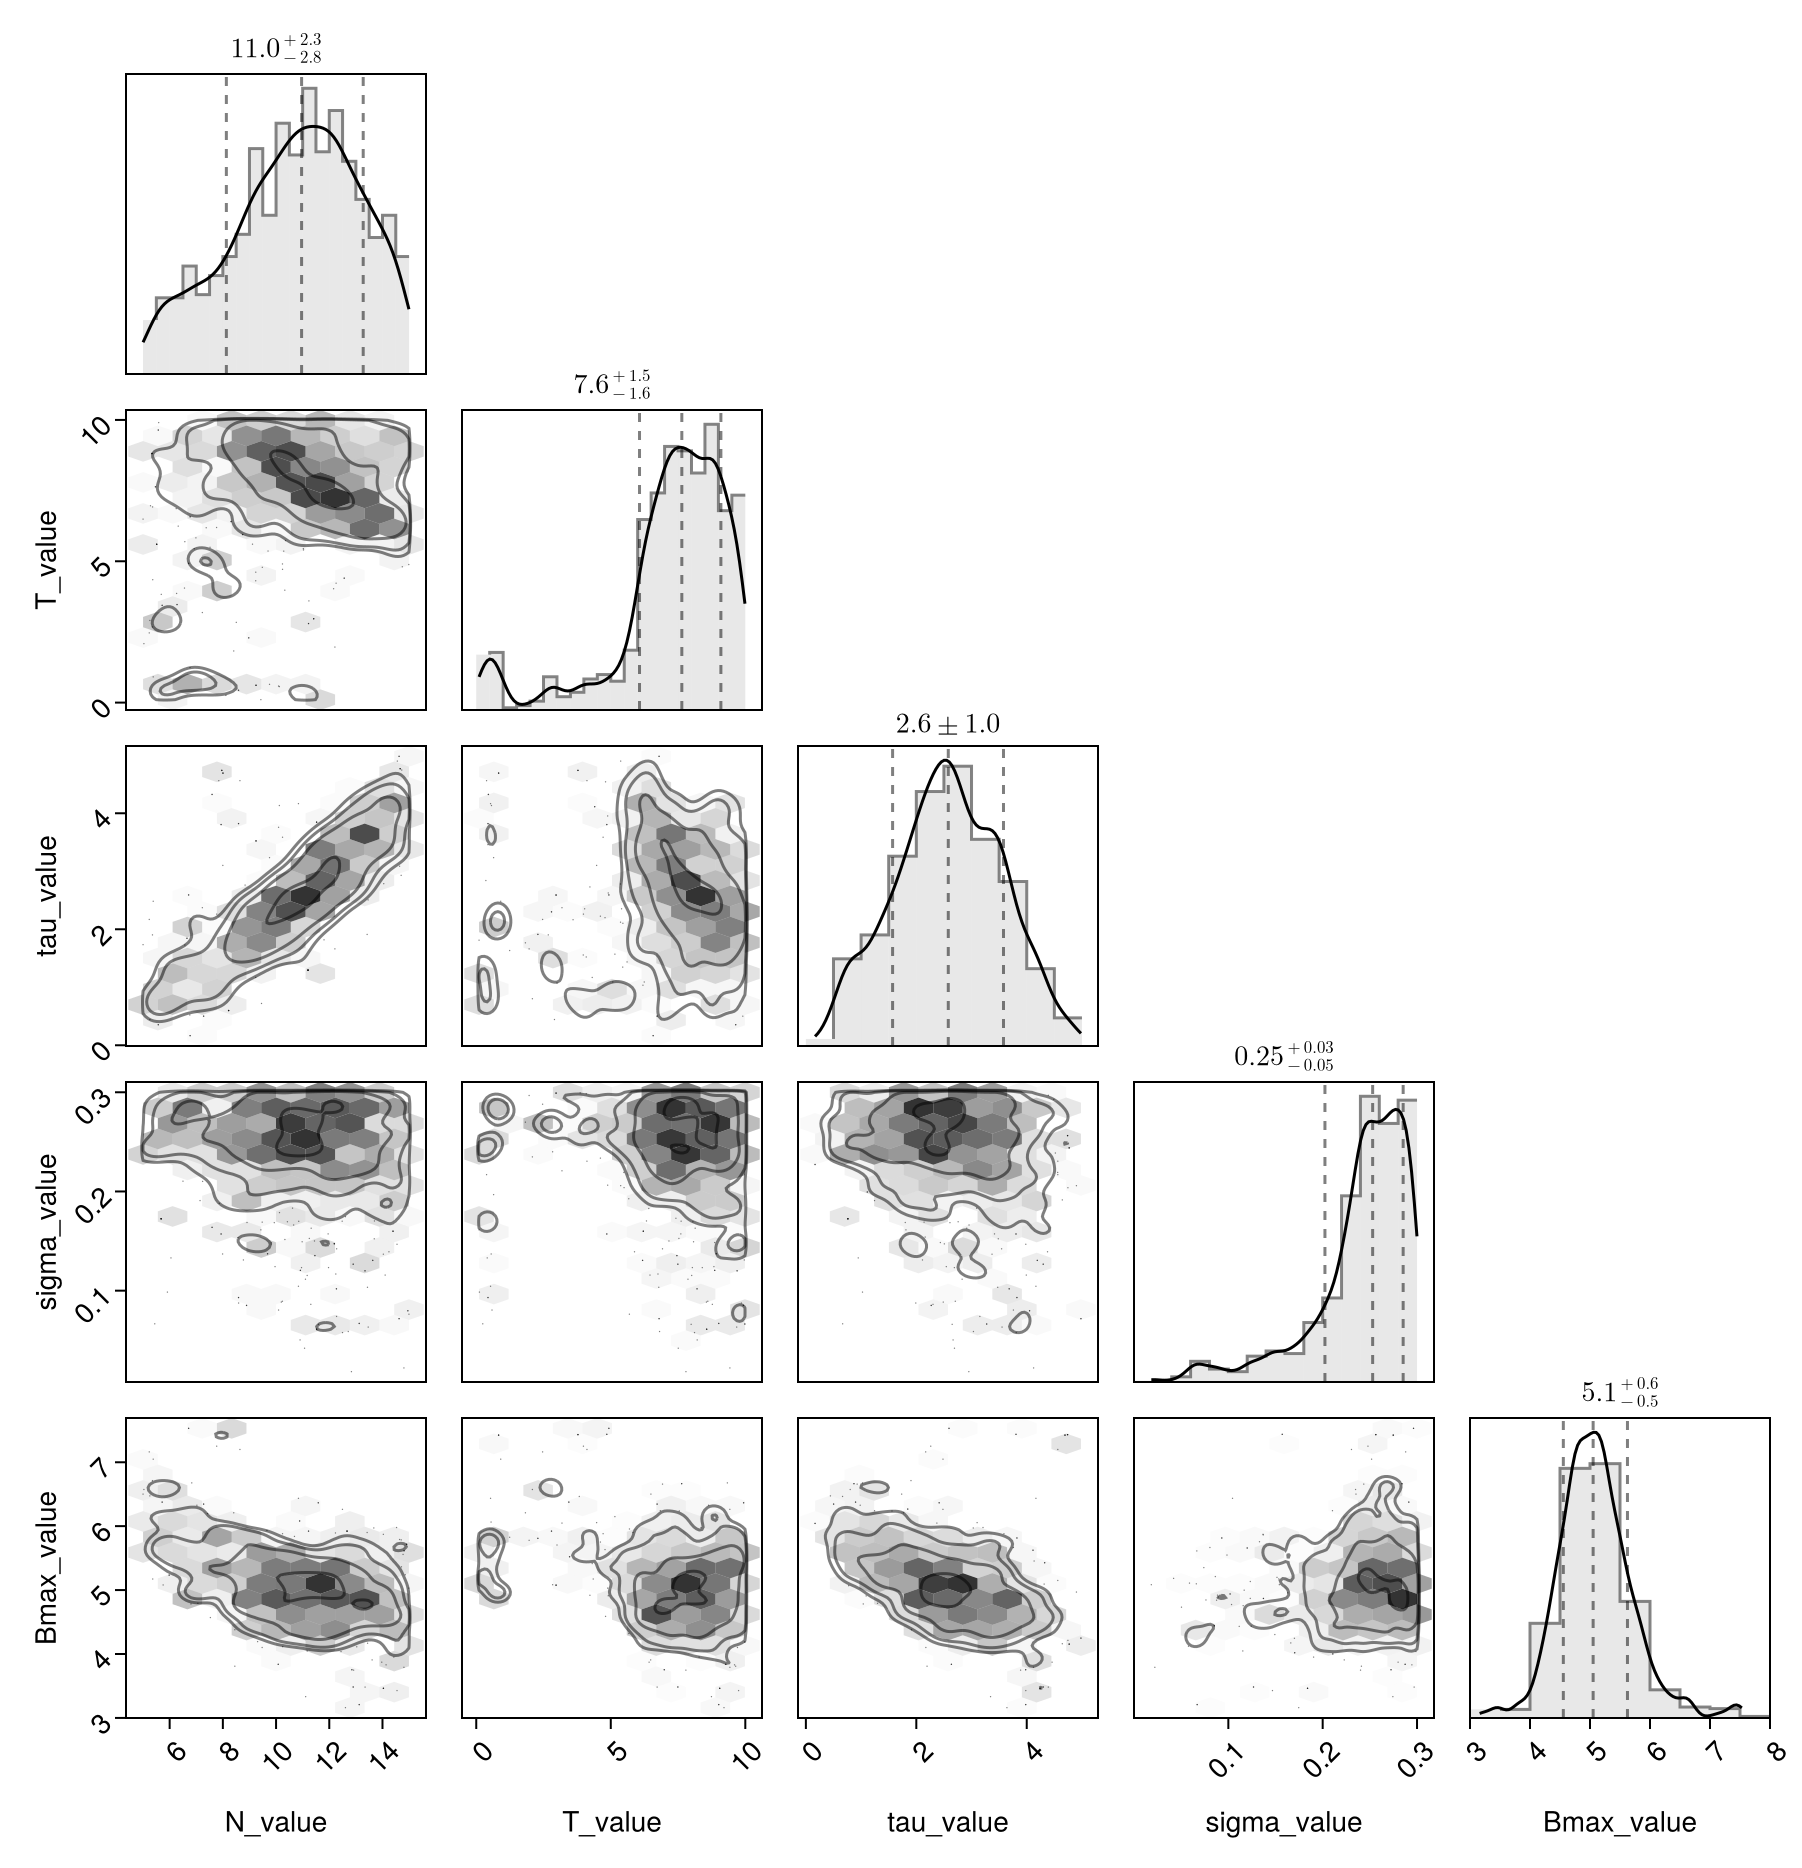 11.0 +2.3 −2.8
7.6 +1.5 −1.6
10
5
0
T_value
2.6 ± 1.0
4
2
0
tau_value
0.25 +0.03 −0.05
0.3
0.2
0.1
sigma_value
5.1 +0.6 −0.5
7
6
5
4
3
Bmax_value
6 8 10 12 14 0 5 10 0 2 4 0.1 0.2 0.3 3 4 5 6 7 8
N_value T_value tau_value sigma_value Bmax_value